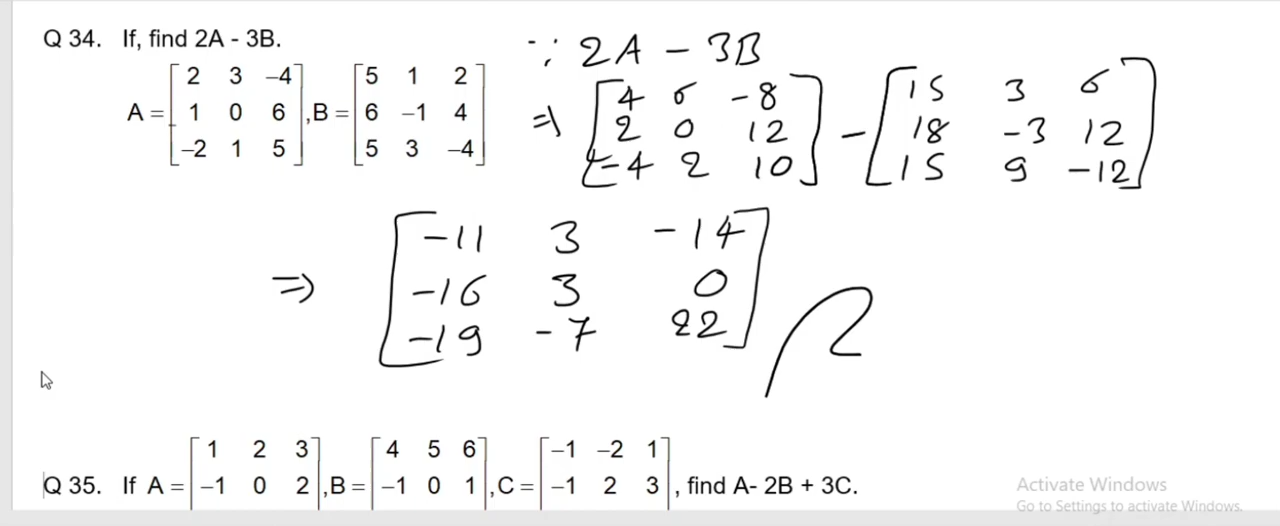 Q 34. If, find 2A - 3B.
∵ 2A - 3B
A = [2 3 –4; 1 0 6; –2 1 5], B = [5 1 2; 6 –1 4; 5 3 –4]
⇒ [4 6 -8; 2 0 12; -4 2 10] - [15 3 6; 18 -3 12; 15 9 -12]
⇒ [-11 3 -14; -16 3 0; -19 -7 22]
Q 35. If A = [1 2 3; –1 0 2], B = [4 5 6; –1 0 1], C = [–1 –2 1; –1 2 3], find A- 2B + 3C.
Activate Windows
Go to Settings to activate Windows.